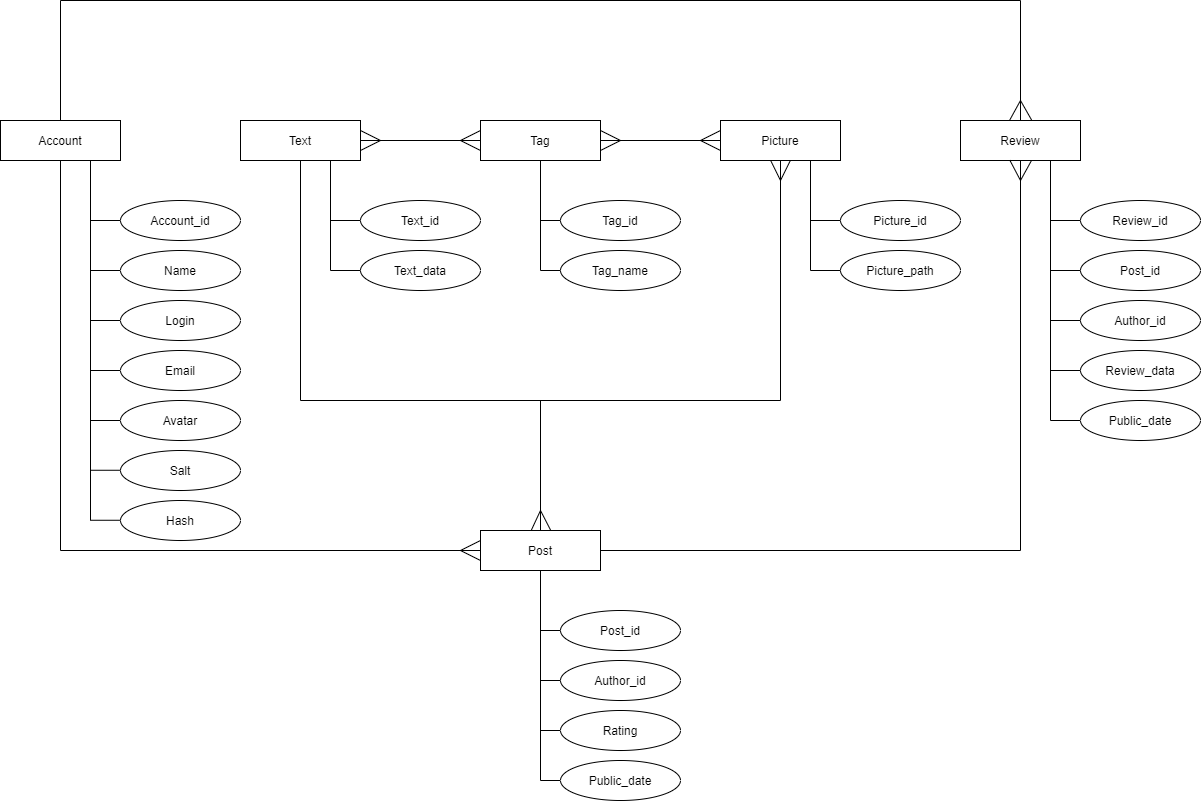 Account
Text
Tag
Picture
Review
Account_id
Name
Login
Email
Avatar
Salt
Hash
Text_id
Text_data
Tag_id
Tag_name
Picture_id
Picture_path
Review_id
Post_id
Author_id
Review_data
Public_date
Post
Post_id
Author_id
Rating
Public_date